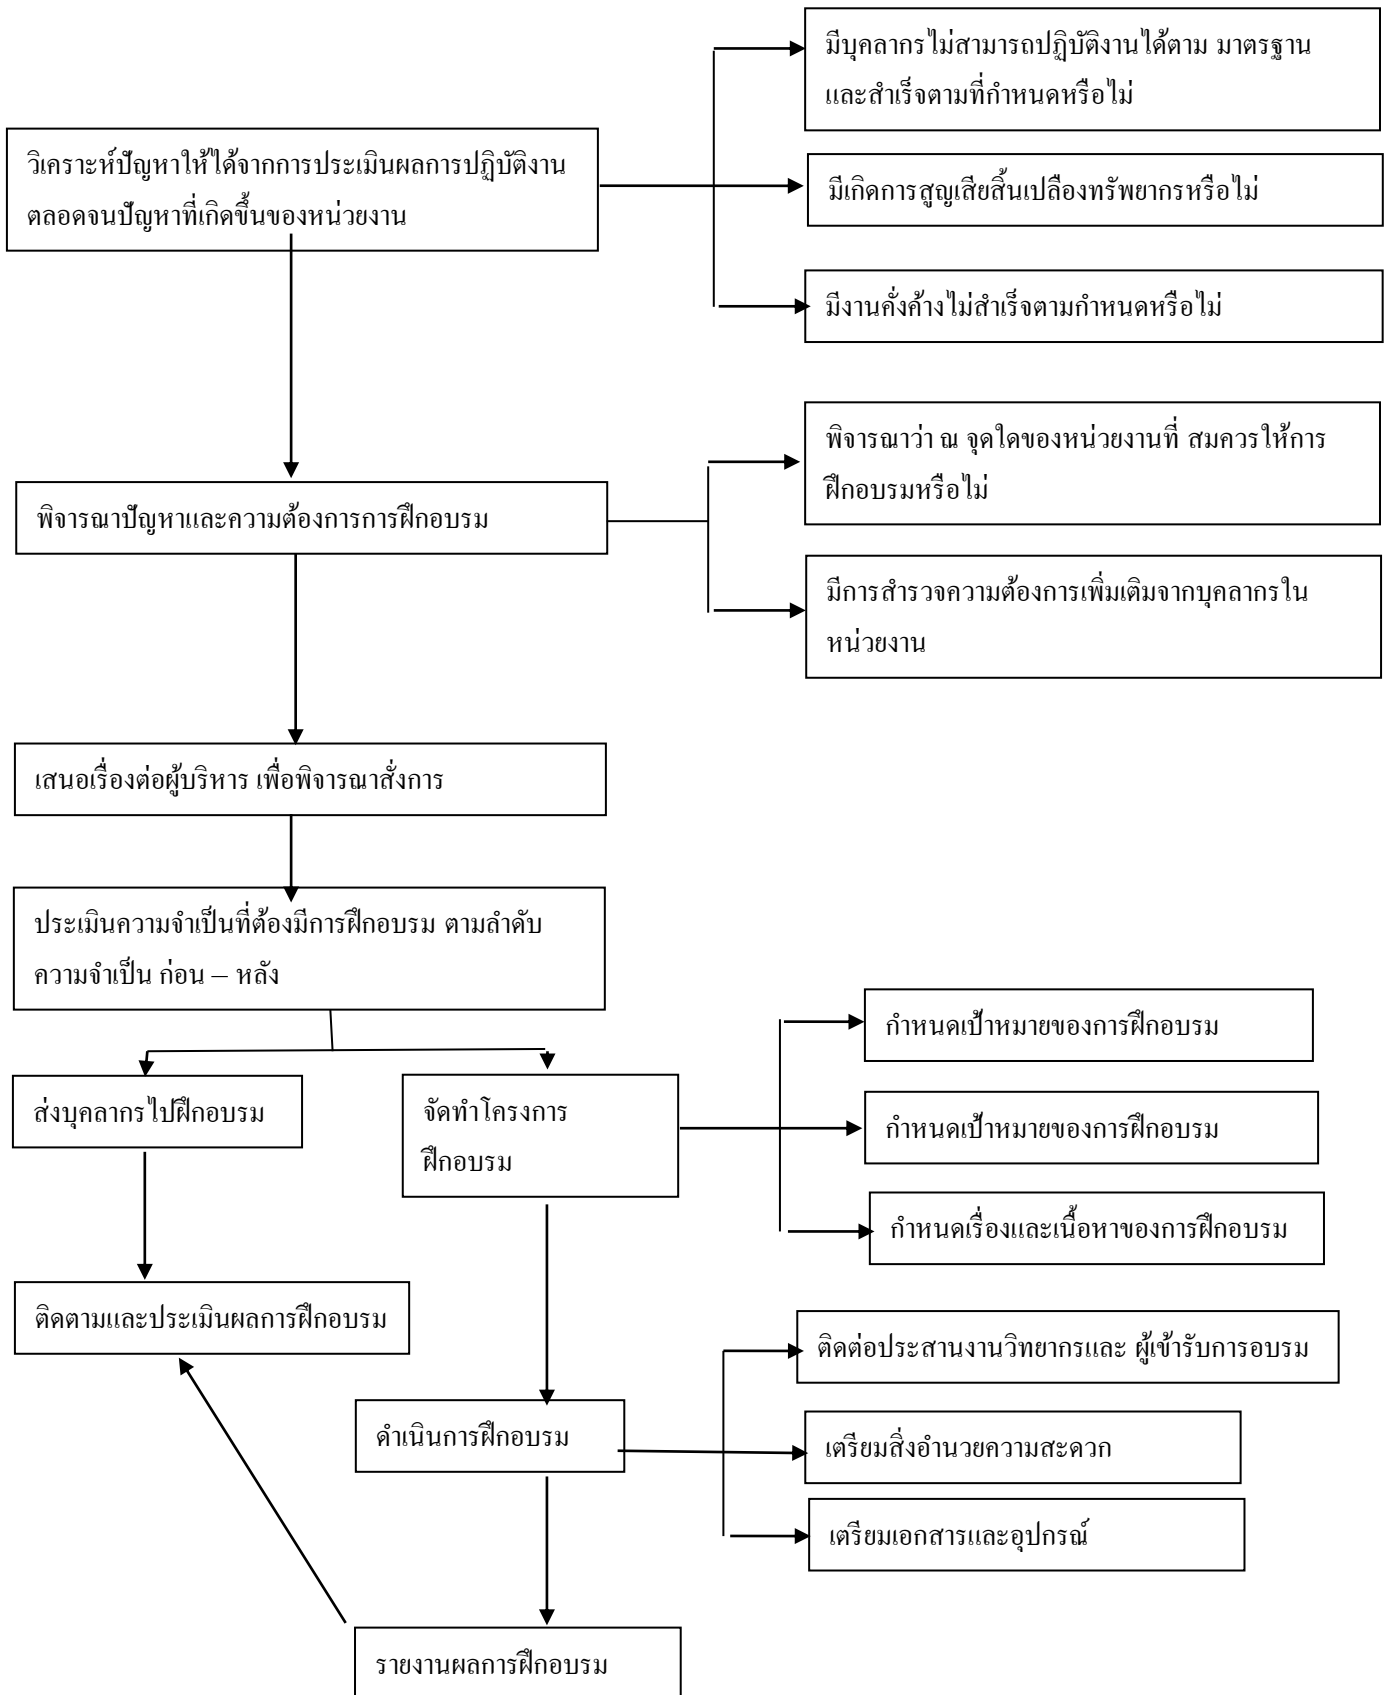 มีบุคลากรไม่สามารถปฏิบัติงานได้ตาม มาตรฐาน
และสำเร็จตามที่กำหนดหรือไม่
วิเคราะห์ปัญหาให้ได้จากการประเมินผลการปฏิบัติงาน
ตลอดจนปัญหาที่เกิดขึ้นของหน่วยงาน
มีเกิดการสูญเสียสิ้นเปลืองทรัพยากรหรือไม่
มีงานคั่งค้างไม่สำเร็จตามกำหนดหรือไม่
พิจารณาว่า ณ จุดใดของหน่วยงานที่ สมควรให้การ
ฝึกอบรมหรือไม่
พิจารณาปัญหาและความต้องการการฝึกอบรม
มีการสำรวจความต้องการเพิ่มเติมจากบุคลากรใน
หน่วยงาน
เสนอเรื่องต่อผู้บริหาร เพื่อพิจารณาสั่งการ
ประเมินความจำเป็นที่ต้องมีการฝึกอบรม ตามลำดับ
ความจำเป็น ก่อน – หลัง
กำหนดเป้าหมายของการฝึกอบรม
ส่งบุคลากรไปฝึกอบรม
จัดทำโครงการ
ฝึกอบรม
กำหนดเป้าหมายของการฝึกอบรม
กำหนดเรื่องและเนื้อหาของการฝึกอบรม
ติดตามและประเมินผลการฝึกอบรม
ติดต่อประสานงานวิทยากรและ ผู้เข้ารับการอบรม
ดำเนินการฝึกอบรม
เตรียมสิ่งอำนวยความสะดวก
เตรียมเอกสารและอุปกรณ์
รายงานผลการฝึกอบรม